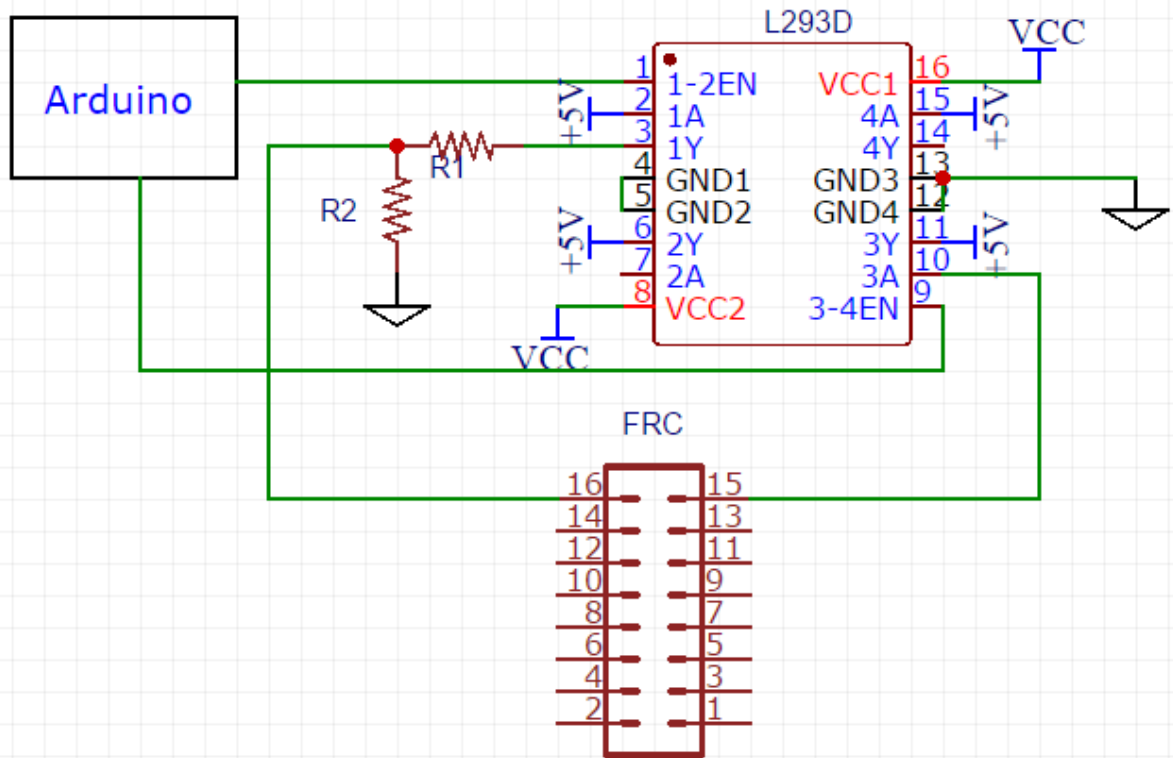 L293D
VCC
Arduino
1 1-2EN VCC1 16
+5V 2 1A 4A 15 +5V
3 1Y 4Y 14
R1
4 GND1 GND3 13
R2
5 GND2 GND4 12
+5V 6 2Y 3Y 11 +5V
7 2A 3A 10
8 VCC2 3-4EN 9
VCC
FRC
16 15
14 13
12 11
10 9
8 7
6 5
4 3
2 1